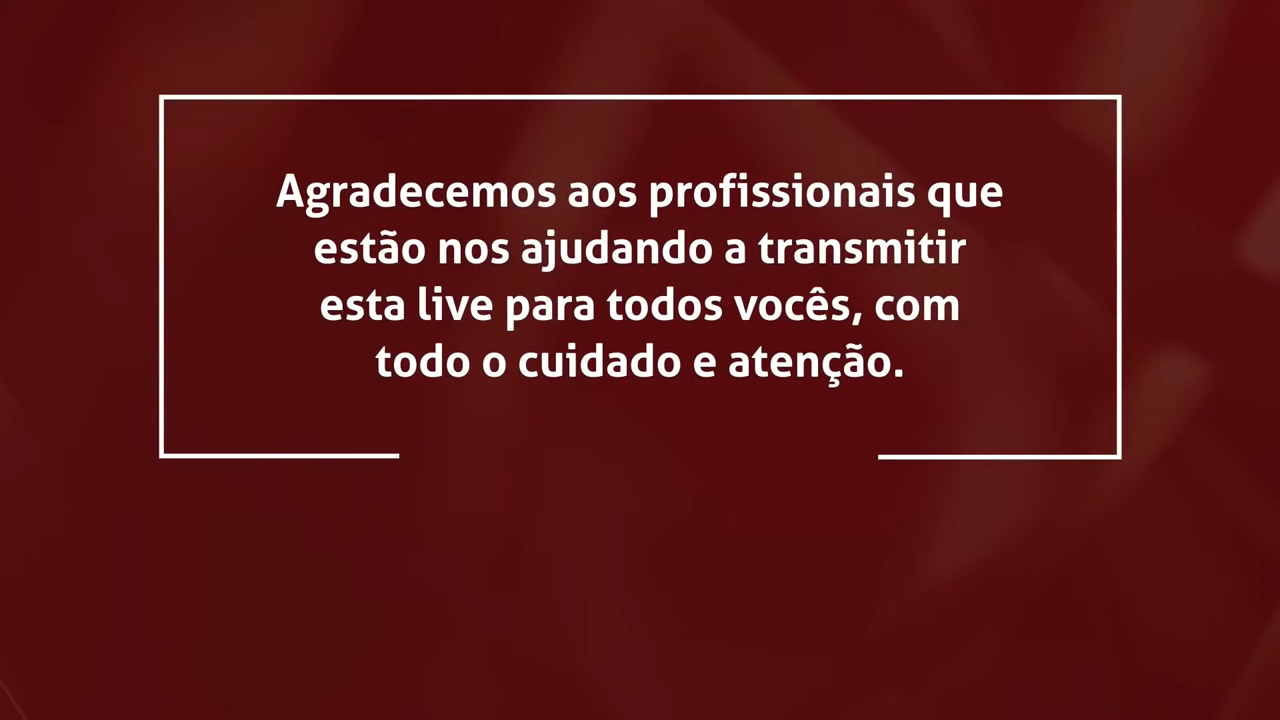 Agradecemos aos profissionais que
estão nos ajudando a transmitir
esta live para todos vocês, com
todo o cuidado e atenção.